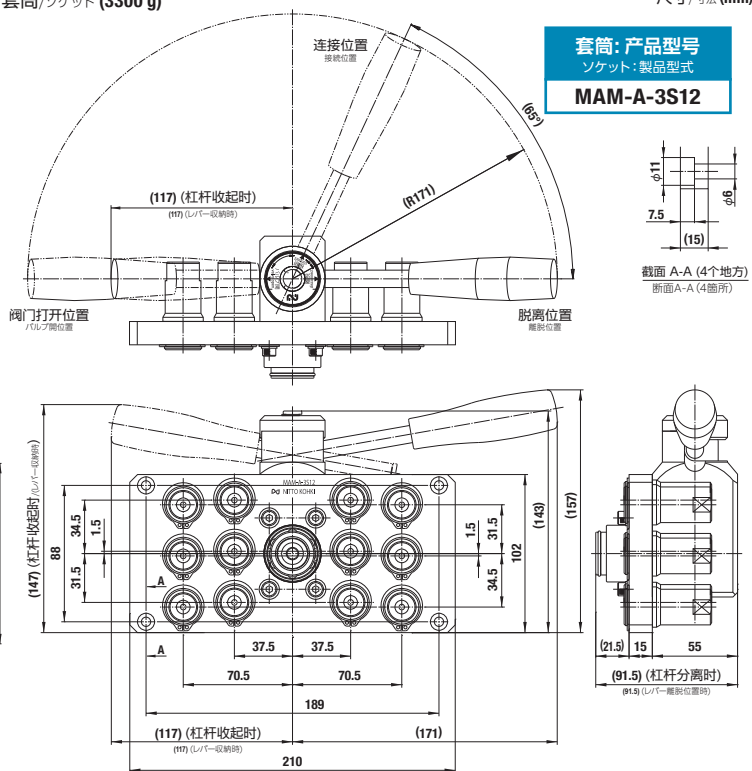 套筒/ソケット (3300 g)
尺寸/寸法 (mm)
套筒: 产品型号
ソケット：製品型式
MAM-A-3S12
连接位置
接続位置
(65°)
(R171)
(117) (杠杆收起时)
(117) (レバー収納時)
φ11
φ6
7.5
(15)
截面 A-A (4个地方)
断面A-A (4箇所)
阀门打开位置
バルブ開位置
脱离位置
離脱位置
(147) (杠杆收起时)/(レバー収納時)
88
34.5
1.5
31.5
MAM-A-3S12
NITTO KOHKI
A
A
1.5
31.5
34.5
102
(143)
(157)
37.5
37.5
70.5
70.5
189
(117) (杠杆收起时)
(117) (レバー収納時)
(171)
210
(21.5)
15
55
(91.5) (杠杆分离时)
(91.5) (レバー離脱位置時)